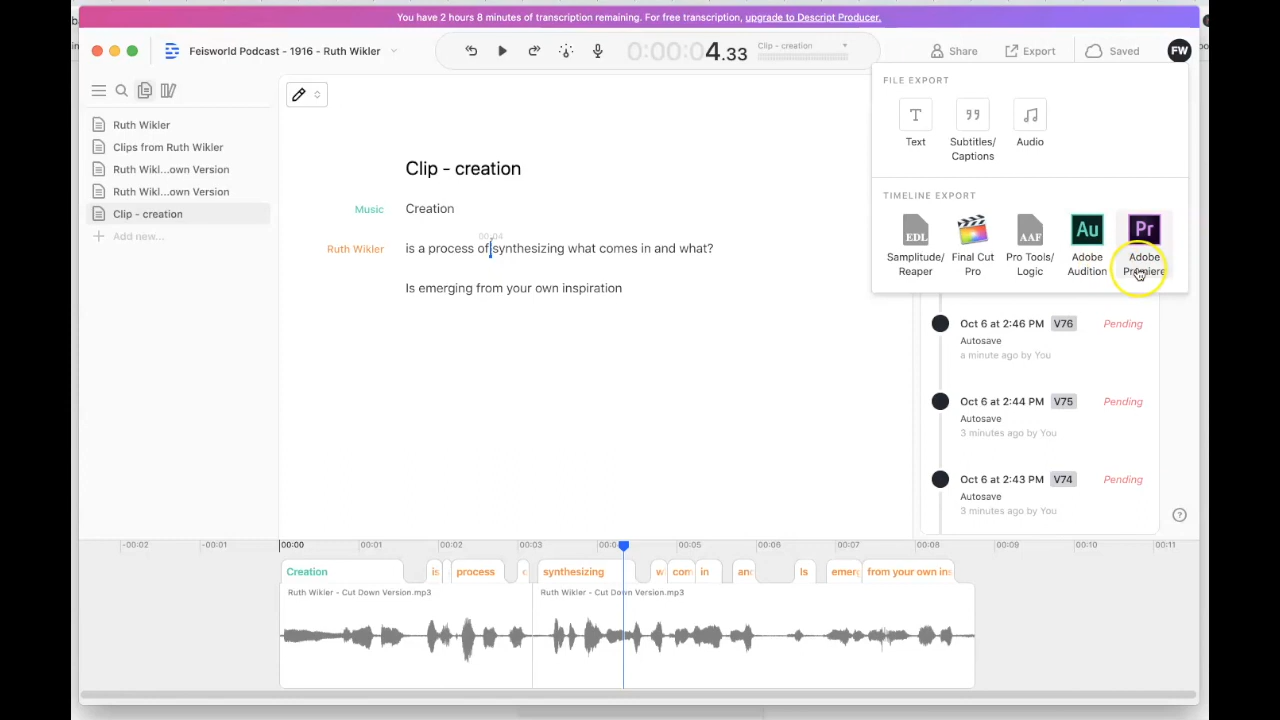 You have 2 hours 8 minutes of transcription remaining. For free transcription, upgrade to Descript Producer.
Feisworld Podcast - 1916 - Ruth Wikler
0:00:04.33
Clip - creation
Share
Export
Saved
FW
FILE EXPORT
T
Text
Subtitles/
Captions
Audio
TIMELINE EXPORT
EDL
Samplitude/
Reaper
Final Cut
Pro
AAF
Pro Tools/
Logic
Au
Adobe
Audition
Pr
Adobe
Premiere
Ruth Wikler
Clips from Ruth Wikler
Ruth Wikl...own Version
Ruth Wikl...own Version
Clip - creation
Add new...
Clip - creation
Music
Creation
00:04
Ruth Wikler
is a process of synthesizing what comes in and what?
Is emerging from your own inspiration
Oct 6 at 2:46 PM V76 Pending
Autosave
a minute ago by You
Oct 6 at 2:44 PM V75 Pending
Autosave
3 minutes ago by You
Oct 6 at 2:43 PM V74 Pending
Autosave
3 minutes ago by You
?
-00:02 -00:01 00:00 00:01 00:02 00:03 00:04 00:05 00:06 00:07 00:08 00:09 00:10 00:11
Creation is process synthesizing w com in and Is emerg from your own ins
Ruth Wikler - Cut Down Version.mp3 Ruth Wikler - Cut Down Version.mp3